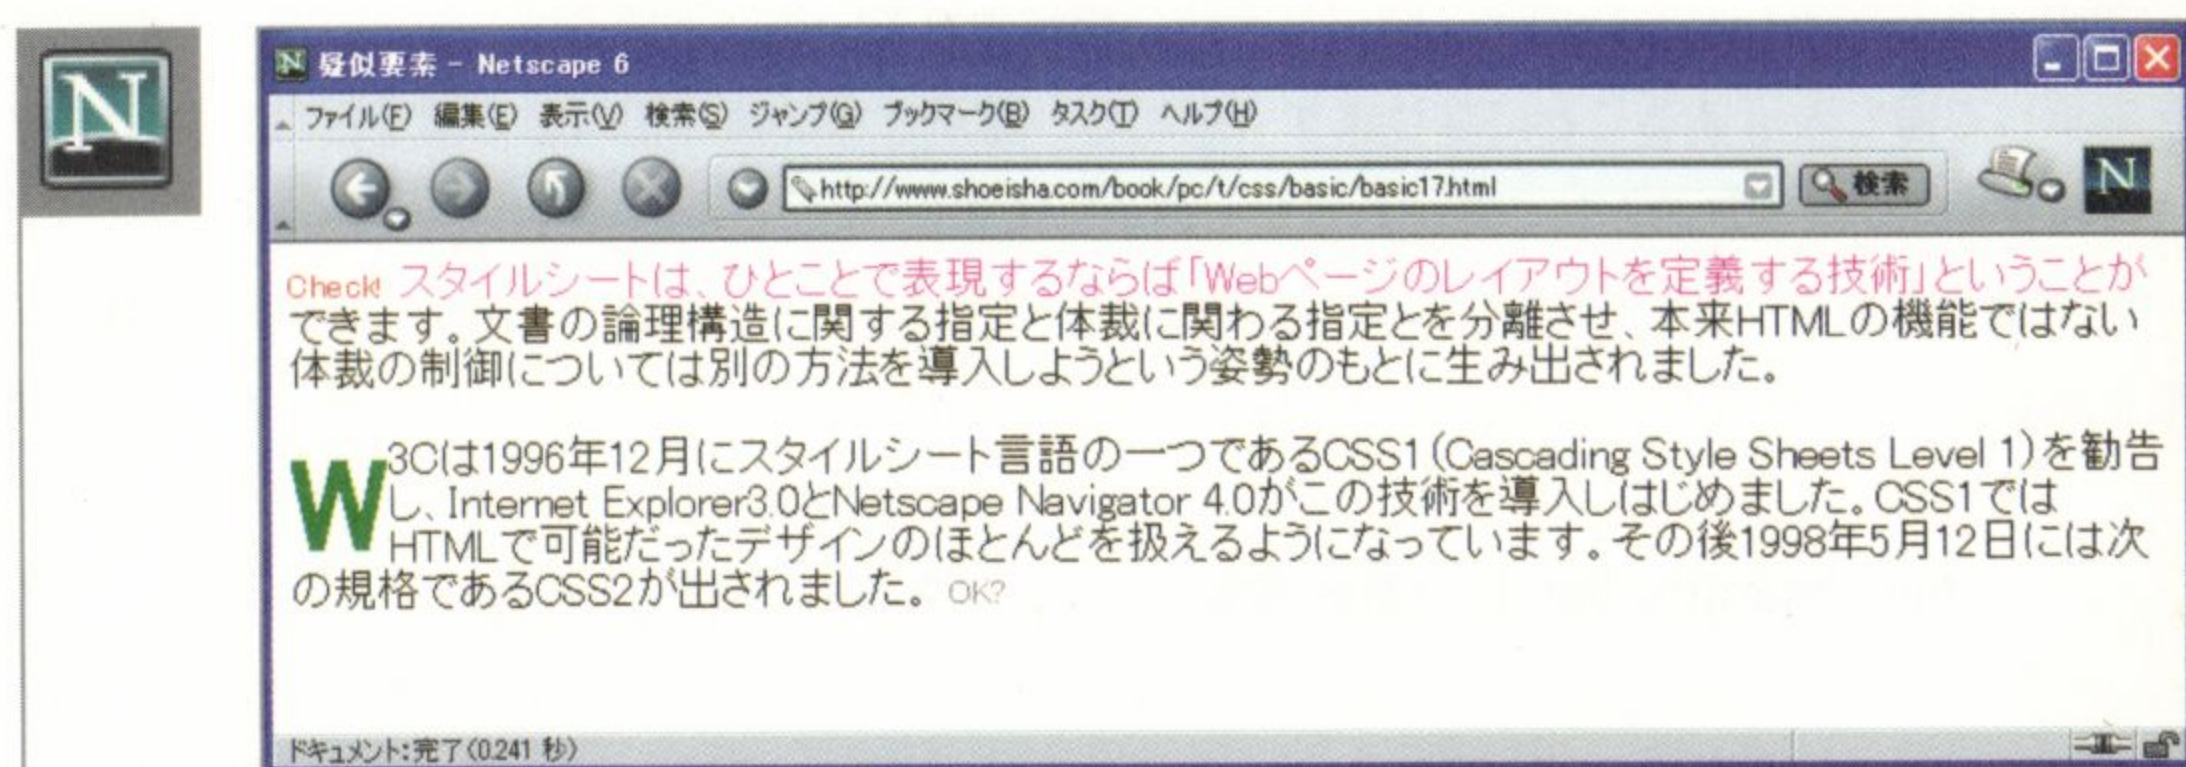 N
疑似要素 - Netscape 6
ファイル(F) 編集(E) 表示(V) 検索(S) ジャンプ(G) ブックマーク(B) タスク(T) ヘルプ(H)
http://www.shoeisha.com/book/pc/t/css/basic/basic17.html 検索 N
Check! スタイルシートは、ひとことで表現するならば「Webページのレイアウトを定義する技術」ということが
できます。文書の論理構造に関する指定と体裁に関わる指定とを分離させ、本来HTMLの機能ではない
体裁の制御については別の方法を導入しようという姿勢のもとに生み出されました。
W3Cは1996年12月にスタイルシート言語の一つであるCSS1(Cascading Style Sheets Level 1)を勧告
し、Internet Explorer3.0とNetscape Navigator 4.0がこの技術を導入しはじめました。CSS1では
HTMLで可能だったデザインのほとんどを扱えるようになっています。その後1998年5月12日には次
の規格であるCSS2が出されました。 OK?
ドキュメント:完了(0.241 秒)